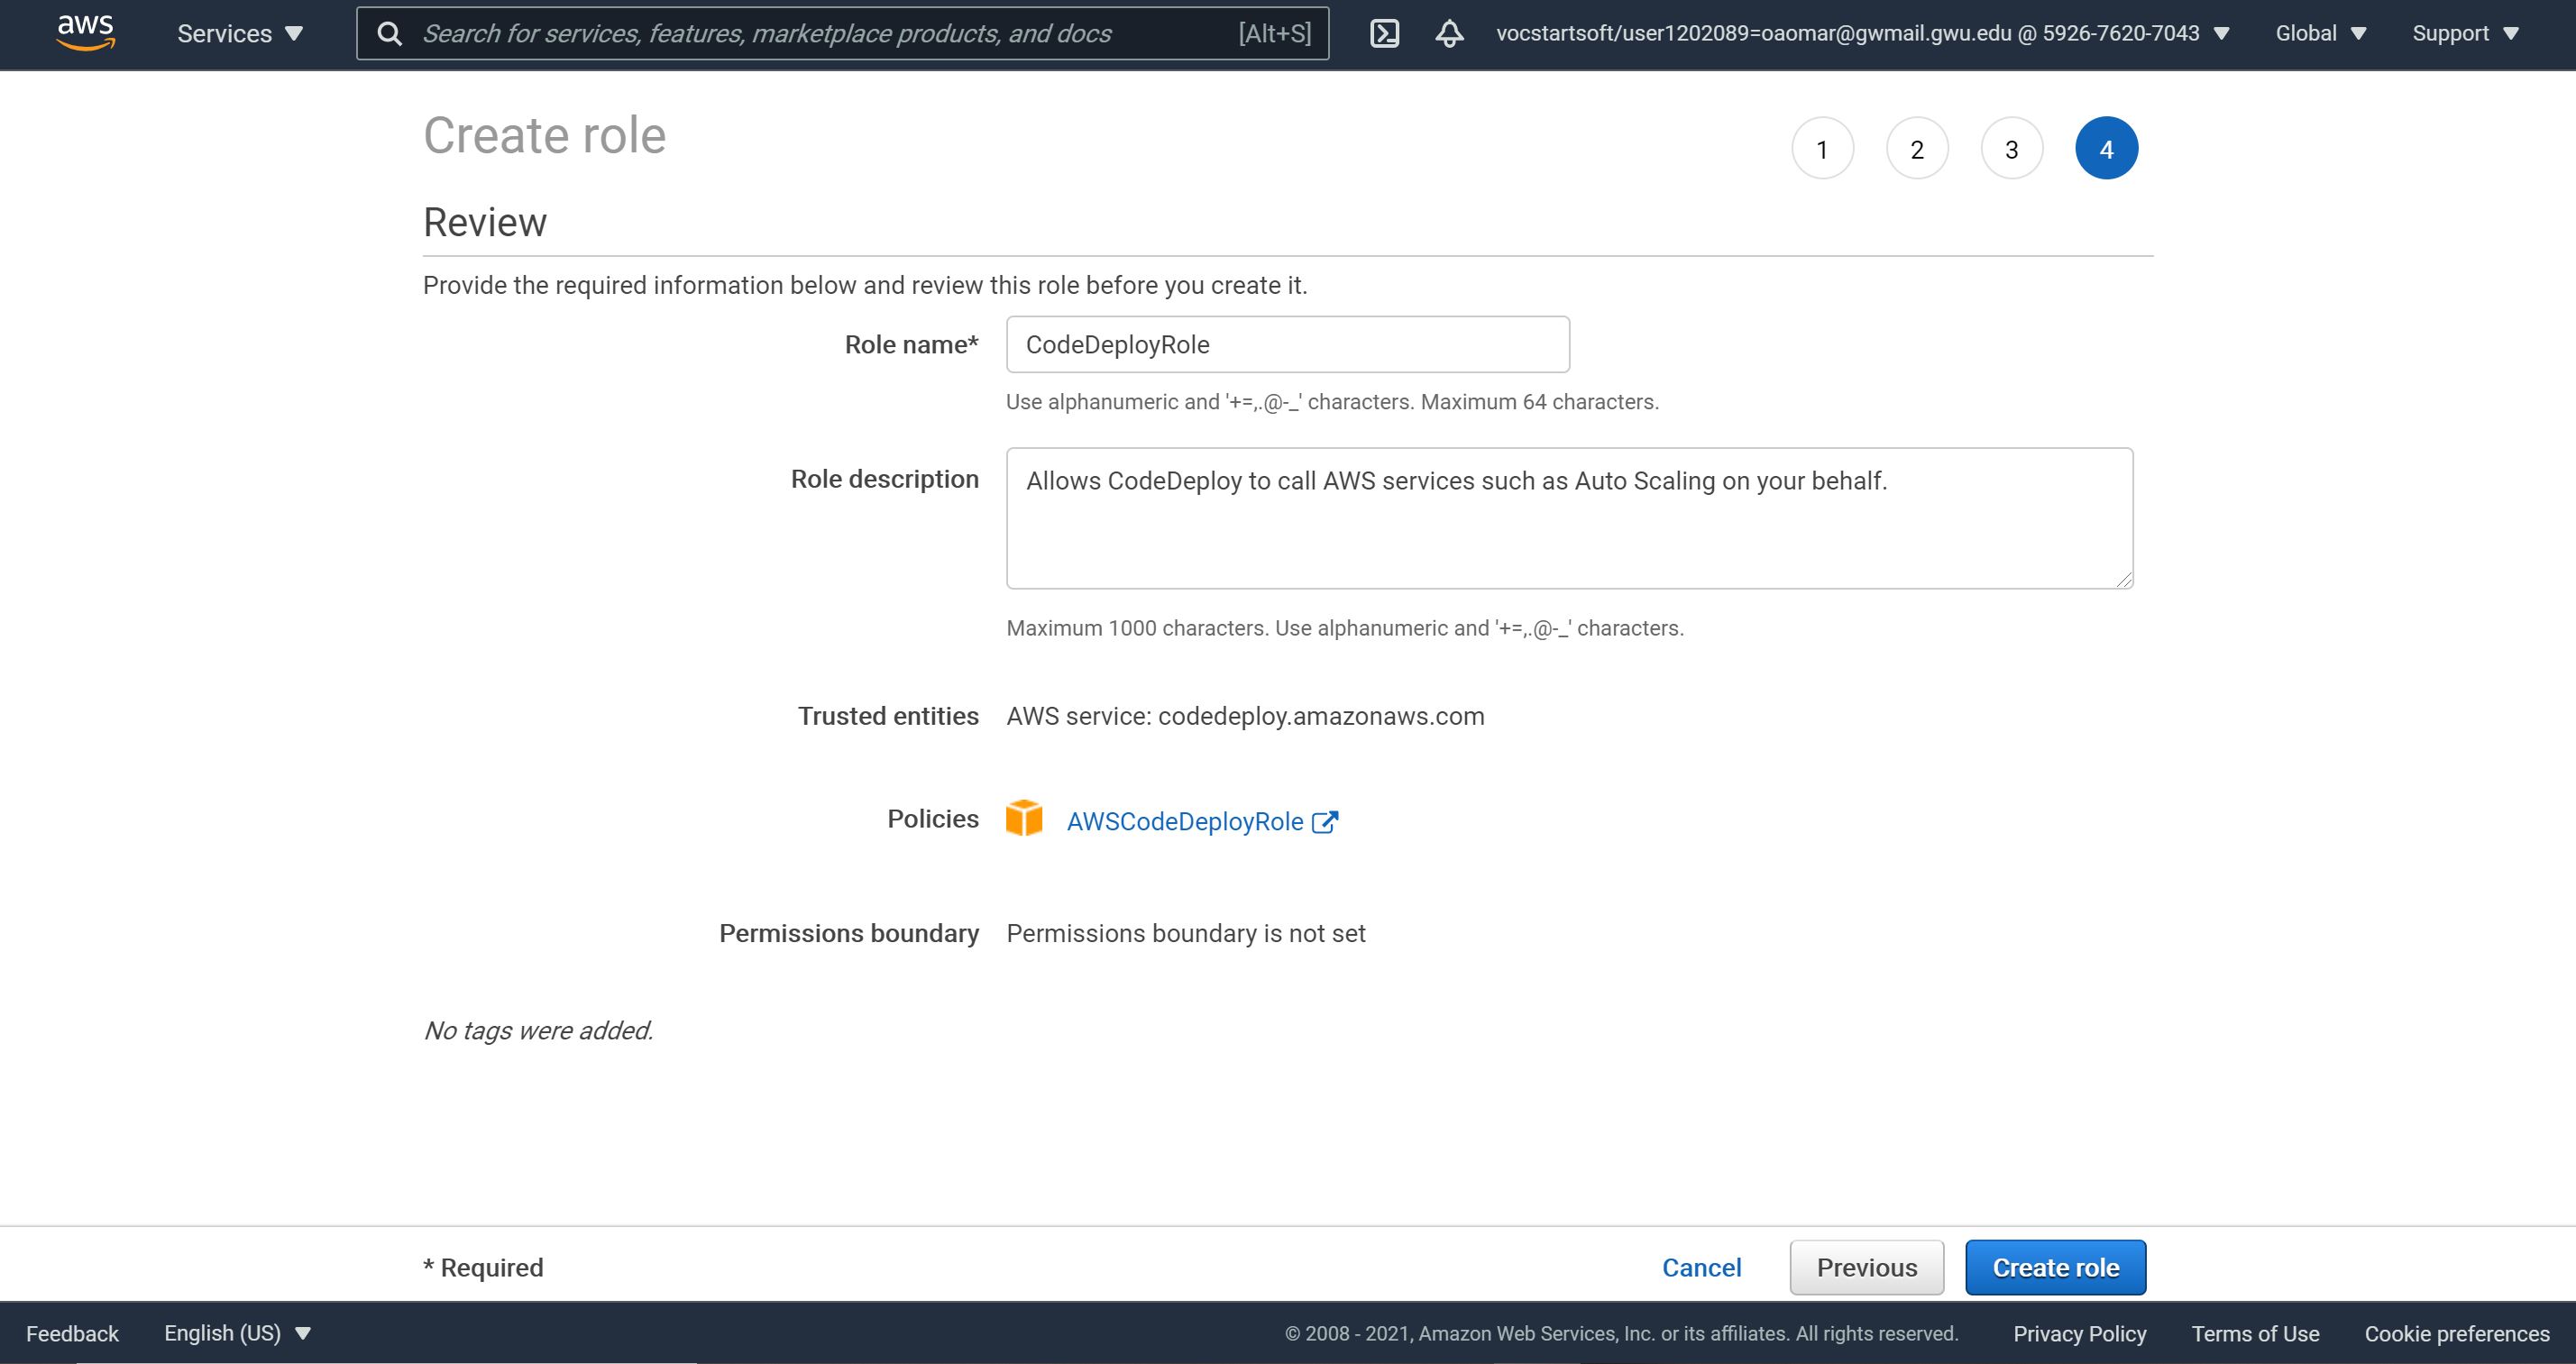 aws Services Search for services, features, marketplace products, and docs [Alt+S] vocstartsoft/user1202089=oaomar@gwmail.gwu.edu @ 5926-7620-7043 Global Support
Create role 1 2 3 4
Review
Provide the required information below and review this role before you create it.
Role name* CodeDeployRole
Use alphanumeric and '+=,.@-_' characters. Maximum 64 characters.
Role description Allows CodeDeploy to call AWS services such as Auto Scaling on your behalf.
Maximum 1000 characters. Use alphanumeric and '+=,.@-_' characters.
Trusted entities AWS service: codedeploy.amazonaws.com
Policies AWSCodeDeployRole
Permissions boundary Permissions boundary is not set
No tags were added.
* Required Cancel Previous Create role
Feedback English (US) © 2008 - 2021, Amazon Web Services, Inc. or its affiliates. All rights reserved. Privacy Policy Terms of Use Cookie preferences